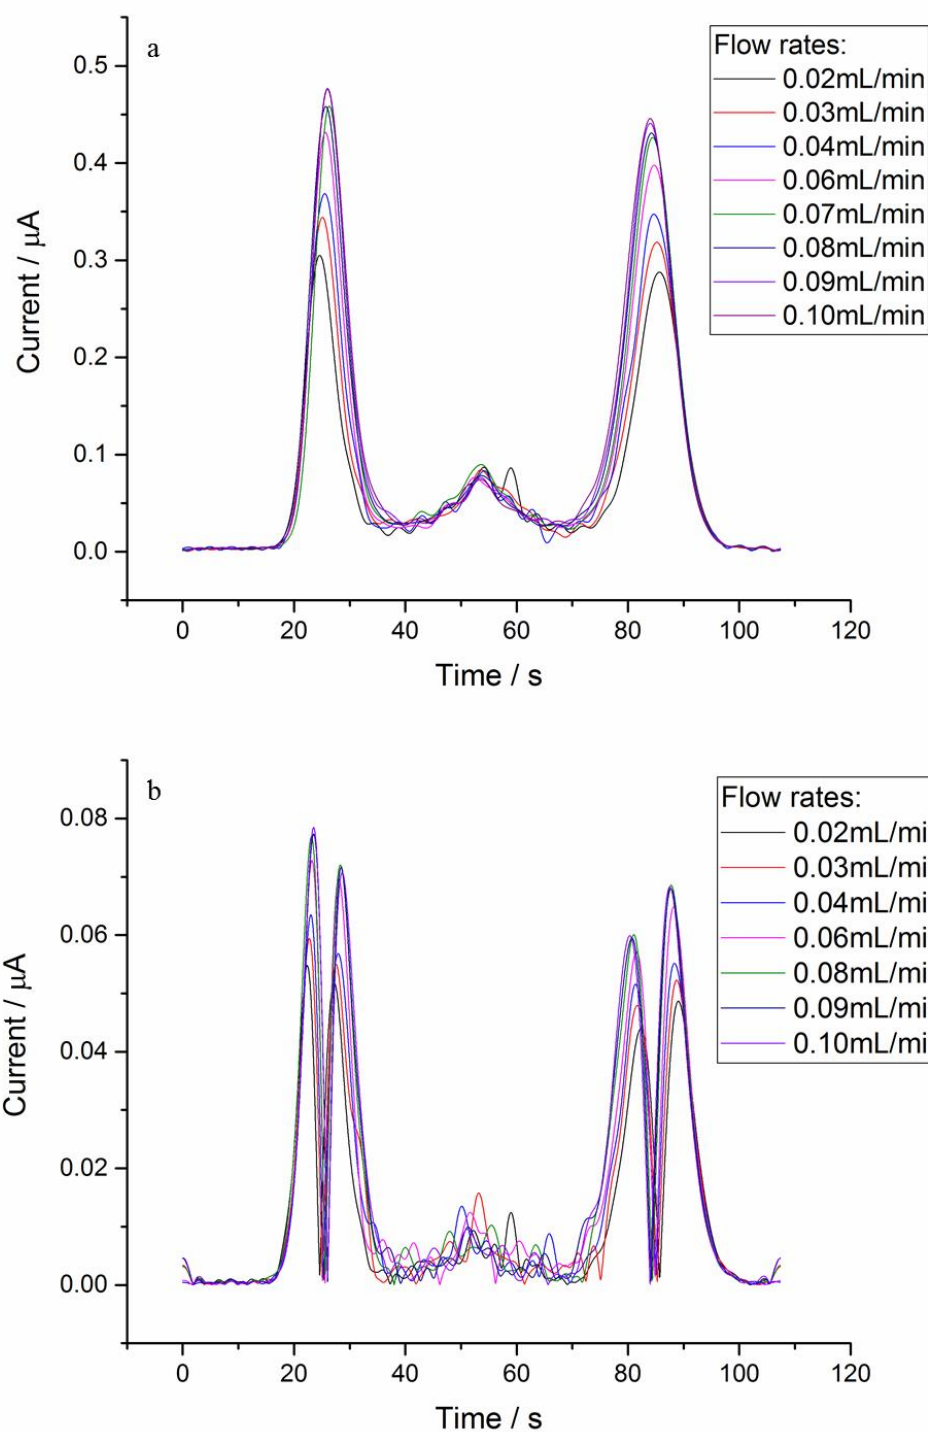 a
Flow rates:
0.02mL/min
0.03mL/min
0.04mL/min
0.06mL/min
0.07mL/min
0.08mL/min
0.09mL/min
0.10mL/min
0.5
0.4
0.3
0.2
0.1
0.0
Current / μA
0 20 40 60 80 100 120
Time / s
b
Flow rates:
0.02mL/mi
0.03mL/mi
0.04mL/mi
0.06mL/mi
0.08mL/mi
0.09mL/mi
0.10mL/mi
0.08
0.06
0.04
0.02
0.00
Current / μA
0 20 40 60 80 100 120
Time / s